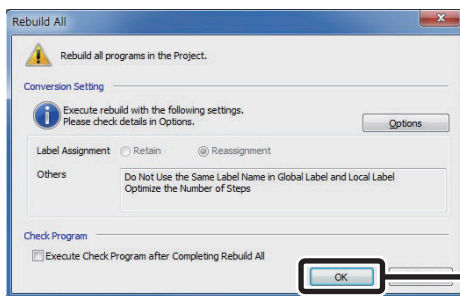 Rebuild All
Rebuild all programs in the Project.
Conversion Setting
Execute rebuild with the following settings.
Please check details in Options.
Options
Label Assignment Retain Reassignment
Others Do Not Use the Same Label Name in Global Label and Local Label
Optimize the Number of Steps
Check Program
Execute Check Program after Completing Rebuild All
OK